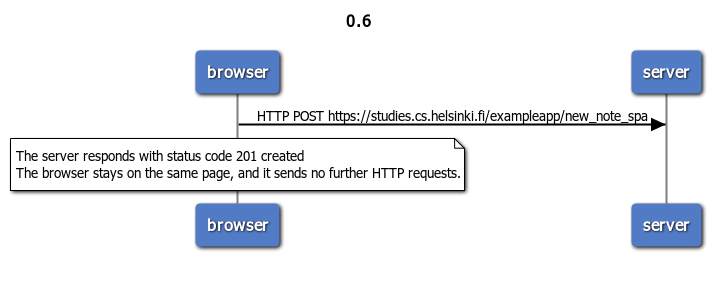 0.6
browser
server
HTTP POST https://studies.cs.helsinki.fi/exampleapp/new_note_spa
The server responds with status code 201 created
The browser stays on the same page, and it sends no further HTTP requests.
browser
server